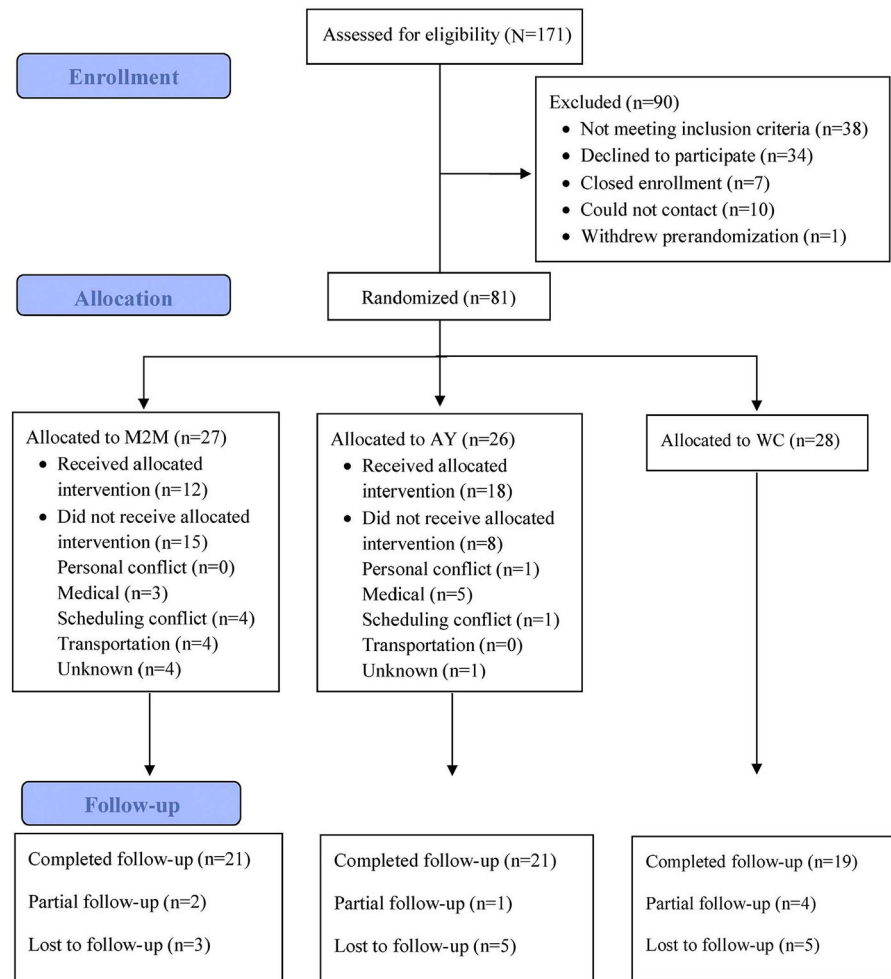 Assessed for eligibility (N=171)
Enrollment
Excluded (n=90)
• Not meeting inclusion criteria (n=38)
• Declined to participate (n=34)
• Closed enrollment (n=7)
• Could not contact (n=10)
• Withdrew prerandomization (n=1)
Allocation
Randomized (n=81)
Allocated to M2M (n=27)
• Received allocated
intervention (n=12)
• Did not receive allocated
intervention (n=15)
Personal conflict (n=0)
Medical (n=3)
Scheduling conflict (n=4)
Transportation (n=4)
Unknown (n=4)
Allocated to AY (n=26)
• Received allocated
intervention (n=18)
• Did not receive allocated
intervention (n=8)
Personal conflict (n=1)
Medical (n=5)
Scheduling conflict (n=1)
Transportation (n=0)
Unknown (n=1)
Allocated to WC (n=28)
Follow-up
Completed follow-up (n=21)
Partial follow-up (n=2)
Lost to follow-up (n=3)
Completed follow-up (n=21)
Partial follow-up (n=1)
Lost to follow-up (n=5)
Completed follow-up (n=19)
Partial follow-up (n=4)
Lost to follow-up (n=5)